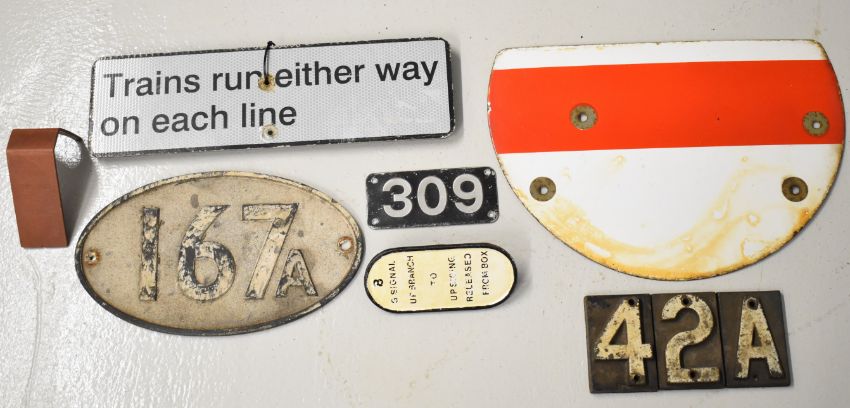 Trains run either way
on each line
309
167A
8
G SIGNAL
UP BRANCH
TO
UP SIDING
RELEASED
FROM BOX
42A